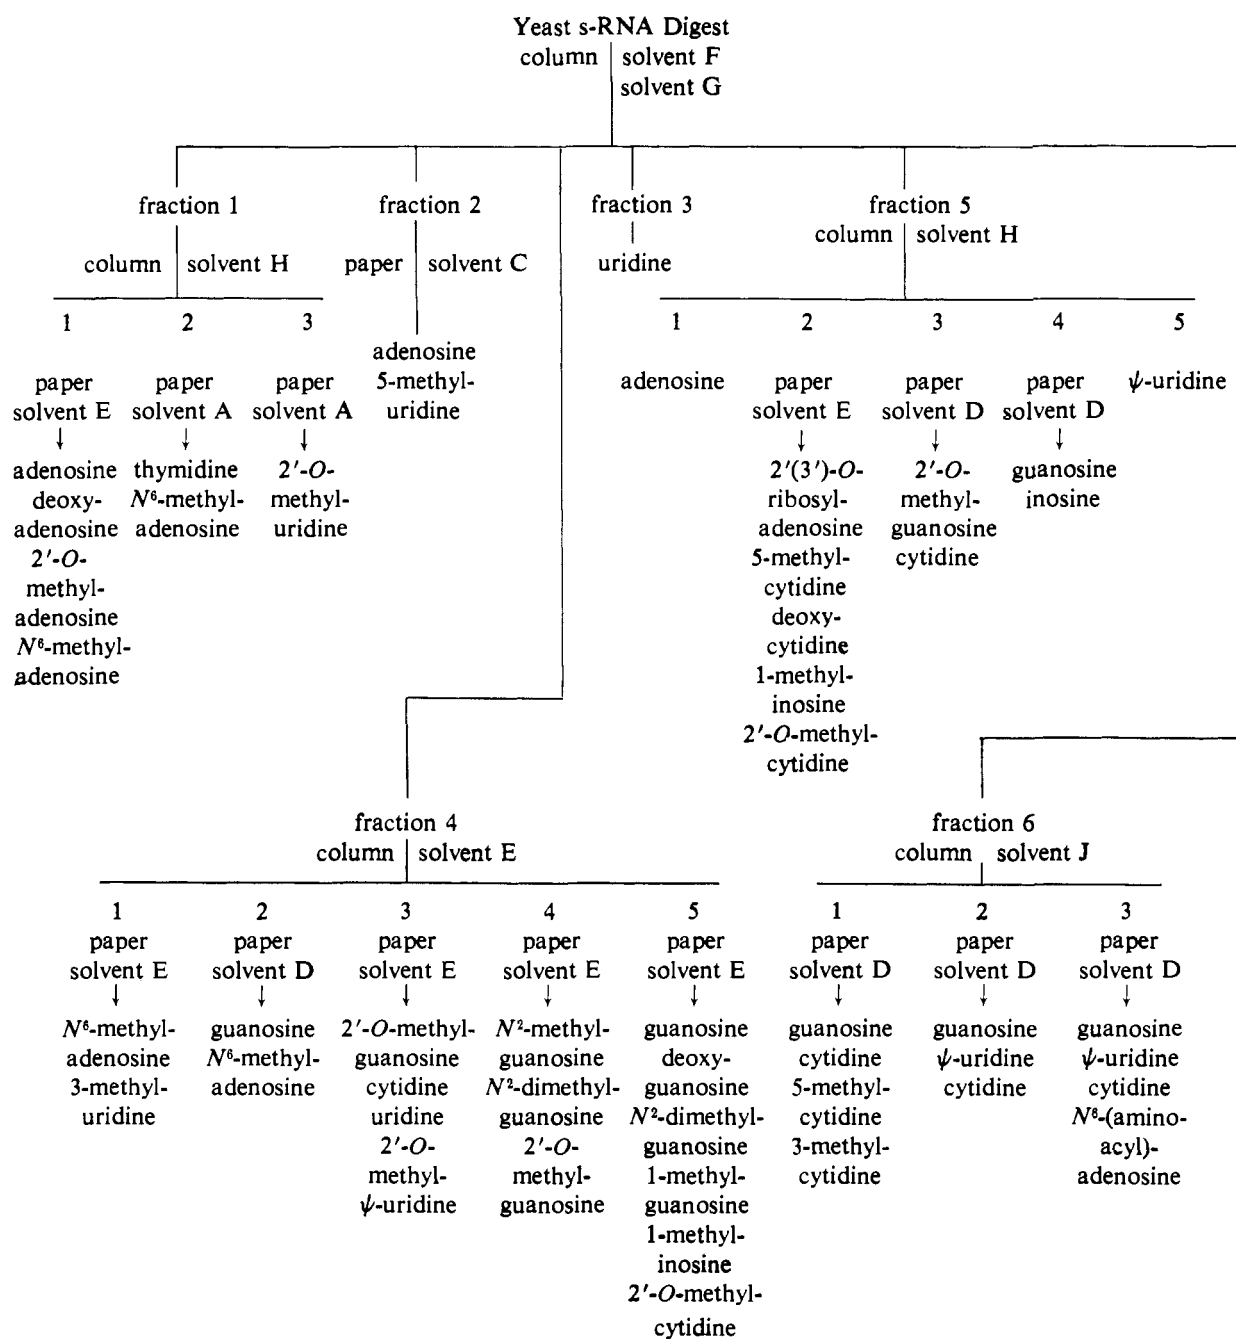 Yeast s-RNA Digest
column solvent F
solvent G
fraction 1
fraction 2
fraction 3
fraction 5
column solvent H
column solvent H
paper solvent C
uridine
1 2 3
1 2 3 4 5
adenosine
5-methyl-
uridine
paper
solvent E
adenosine
deoxy-
adenosine
2'-O-
methyl-
adenosine
N⁶-methyl-
adenosine
paper
solvent A
thymidine
N⁶-methyl-
adenosine
paper
solvent A
2'-O-
methyl-
uridine
adenosine
paper
solvent E
2'(3')-O-
ribosyl-
adenosine
5-methyl-
cytidine
deoxy-
cytidine
1-methyl-
inosine
2'-O-methyl-
cytidine
paper
solvent D
2'-O-
methyl-
guanosine
cytidine
paper
solvent D
guanosine
inosine
ψ-uridine
fraction 4
column solvent E
1
paper
solvent E
N⁶-methyl-
adenosine
3-methyl-
uridine
2
paper
solvent D
guanosine
N⁶-methyl-
adenosine
3
paper
solvent E
2'-O-methyl-
guanosine
cytidine
uridine
2'-O-
methyl-
ψ-uridine
4
paper
solvent E
N²-methyl-
guanosine
N²-dimethyl-
guanosine
2'-O-
methyl-
guanosine
5
paper
solvent E
guanosine
deoxy-
guanosine
N²-dimethyl-
guanosine
1-methyl-
guanosine
1-methyl-
inosine
2'-O-methyl-
cytidine
fraction 6
column solvent J
1
paper
solvent D
guanosine
cytidine
5-methyl-
cytidine
3-methyl-
cytidine
2
paper
solvent D
guanosine
ψ-uridine
cytidine
3
paper
solvent D
guanosine
ψ-uridine
cytidine
N⁶-(amino-
acyl)-
adenosine